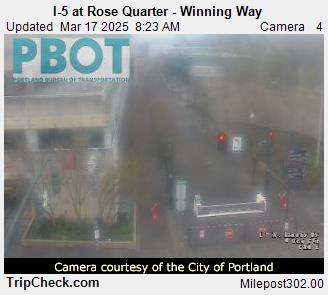 I-5 at Rose Quarter - Winning Way
Updated Mar 17 2025 8:23 AM Camera 4
PBOT
PORTLAND BUREAU OF TRANSPORTATION
Camera courtesy of the City of Portland
TripCheck.com Milepost302.00